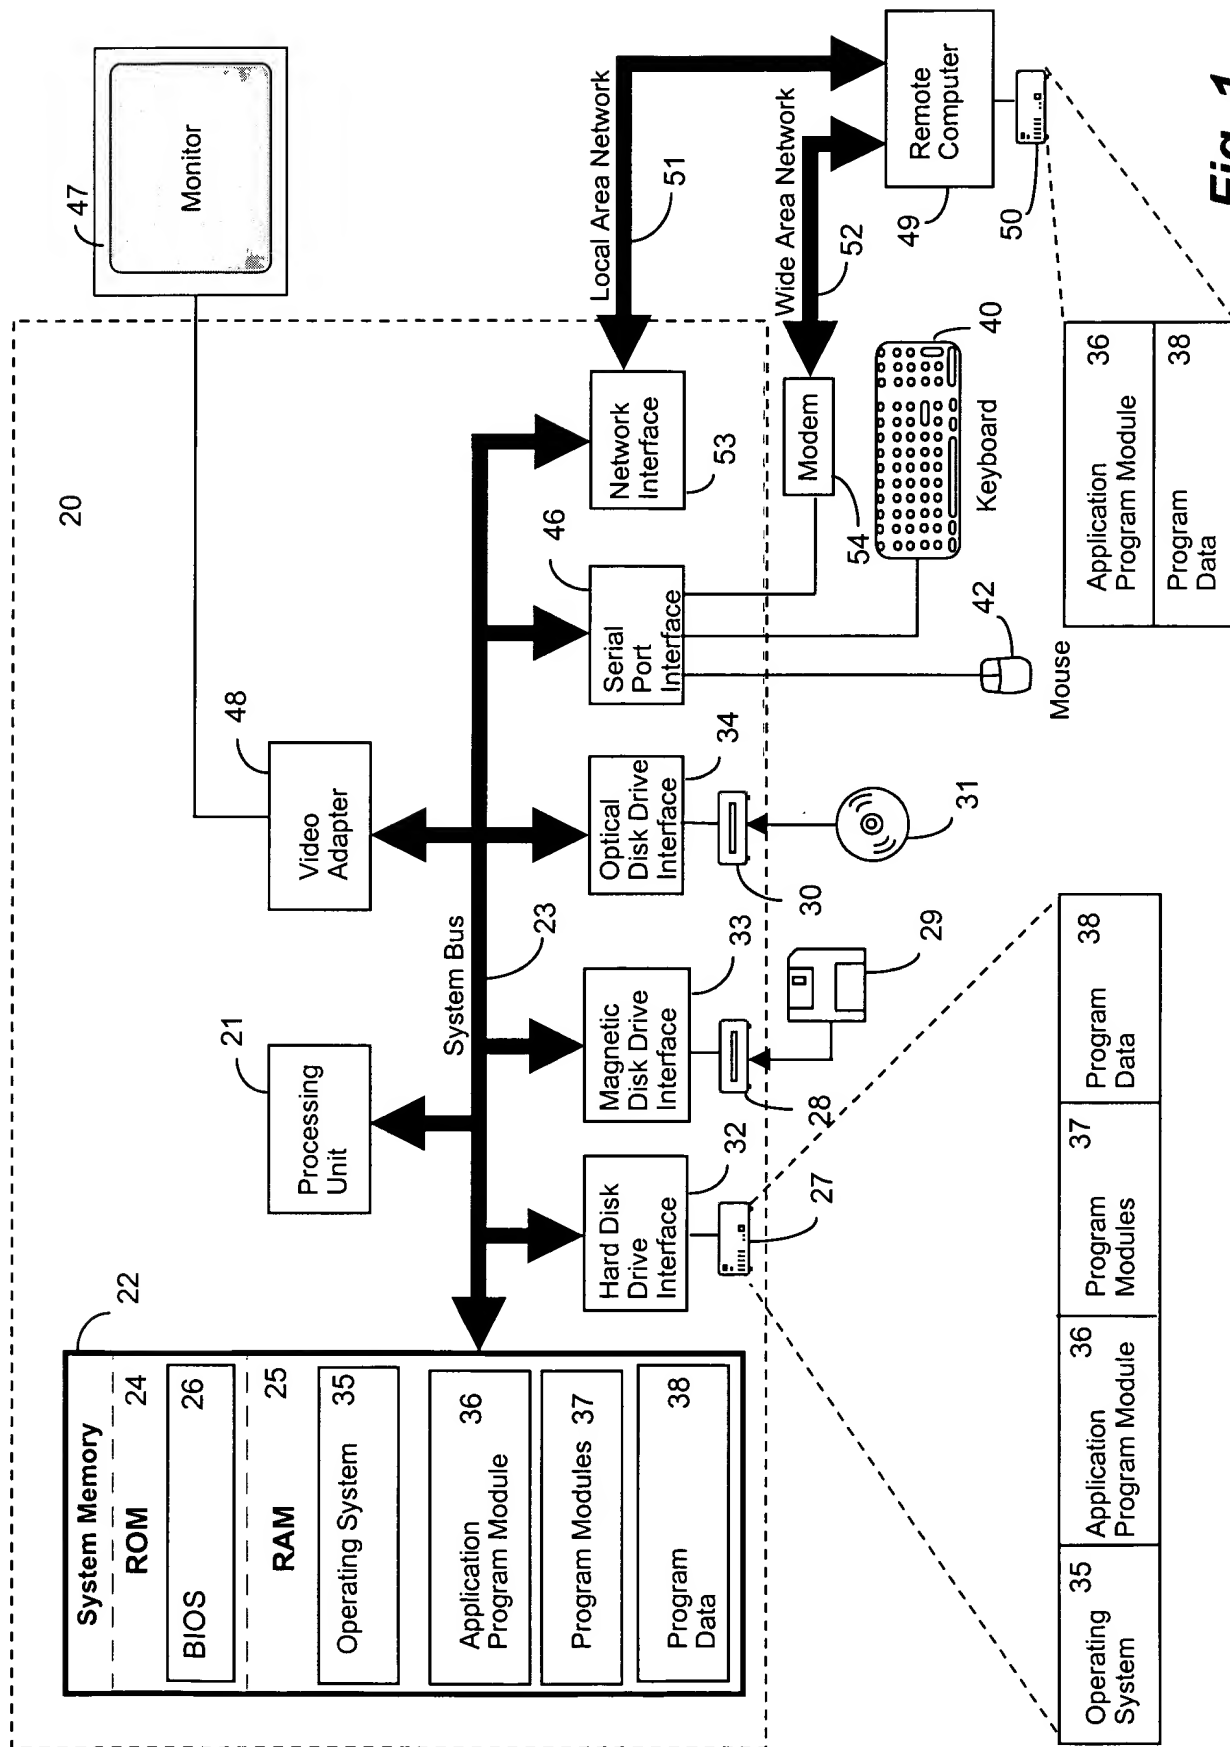 System Memory
22
ROM
24
BIOS
26
RAM
25
Operating System
35
Application
Program Module
36
Program Modules
37
Program
Data
38
Processing
Unit
21
Video
Adapter
48
20
47
Monitor
System Bus
23
Hard Disk
Drive
Interface
32
Magnetic
Disk Drive
Interface
33
Optical
Disk Drive
Interface
34
Serial
Port
Interface
46
Network
Interface
53
Local Area Network
51
27
28
29
30
31
Modem
54
Wide Area Network
52
Mouse
42
Keyboard
40
Remote
Computer
49
50
Operating
System
35
Application
Program Module
36
Program
Modules
37
Program
Data
38
Application
Program Module
36
Program
Data
38
Fig. 1